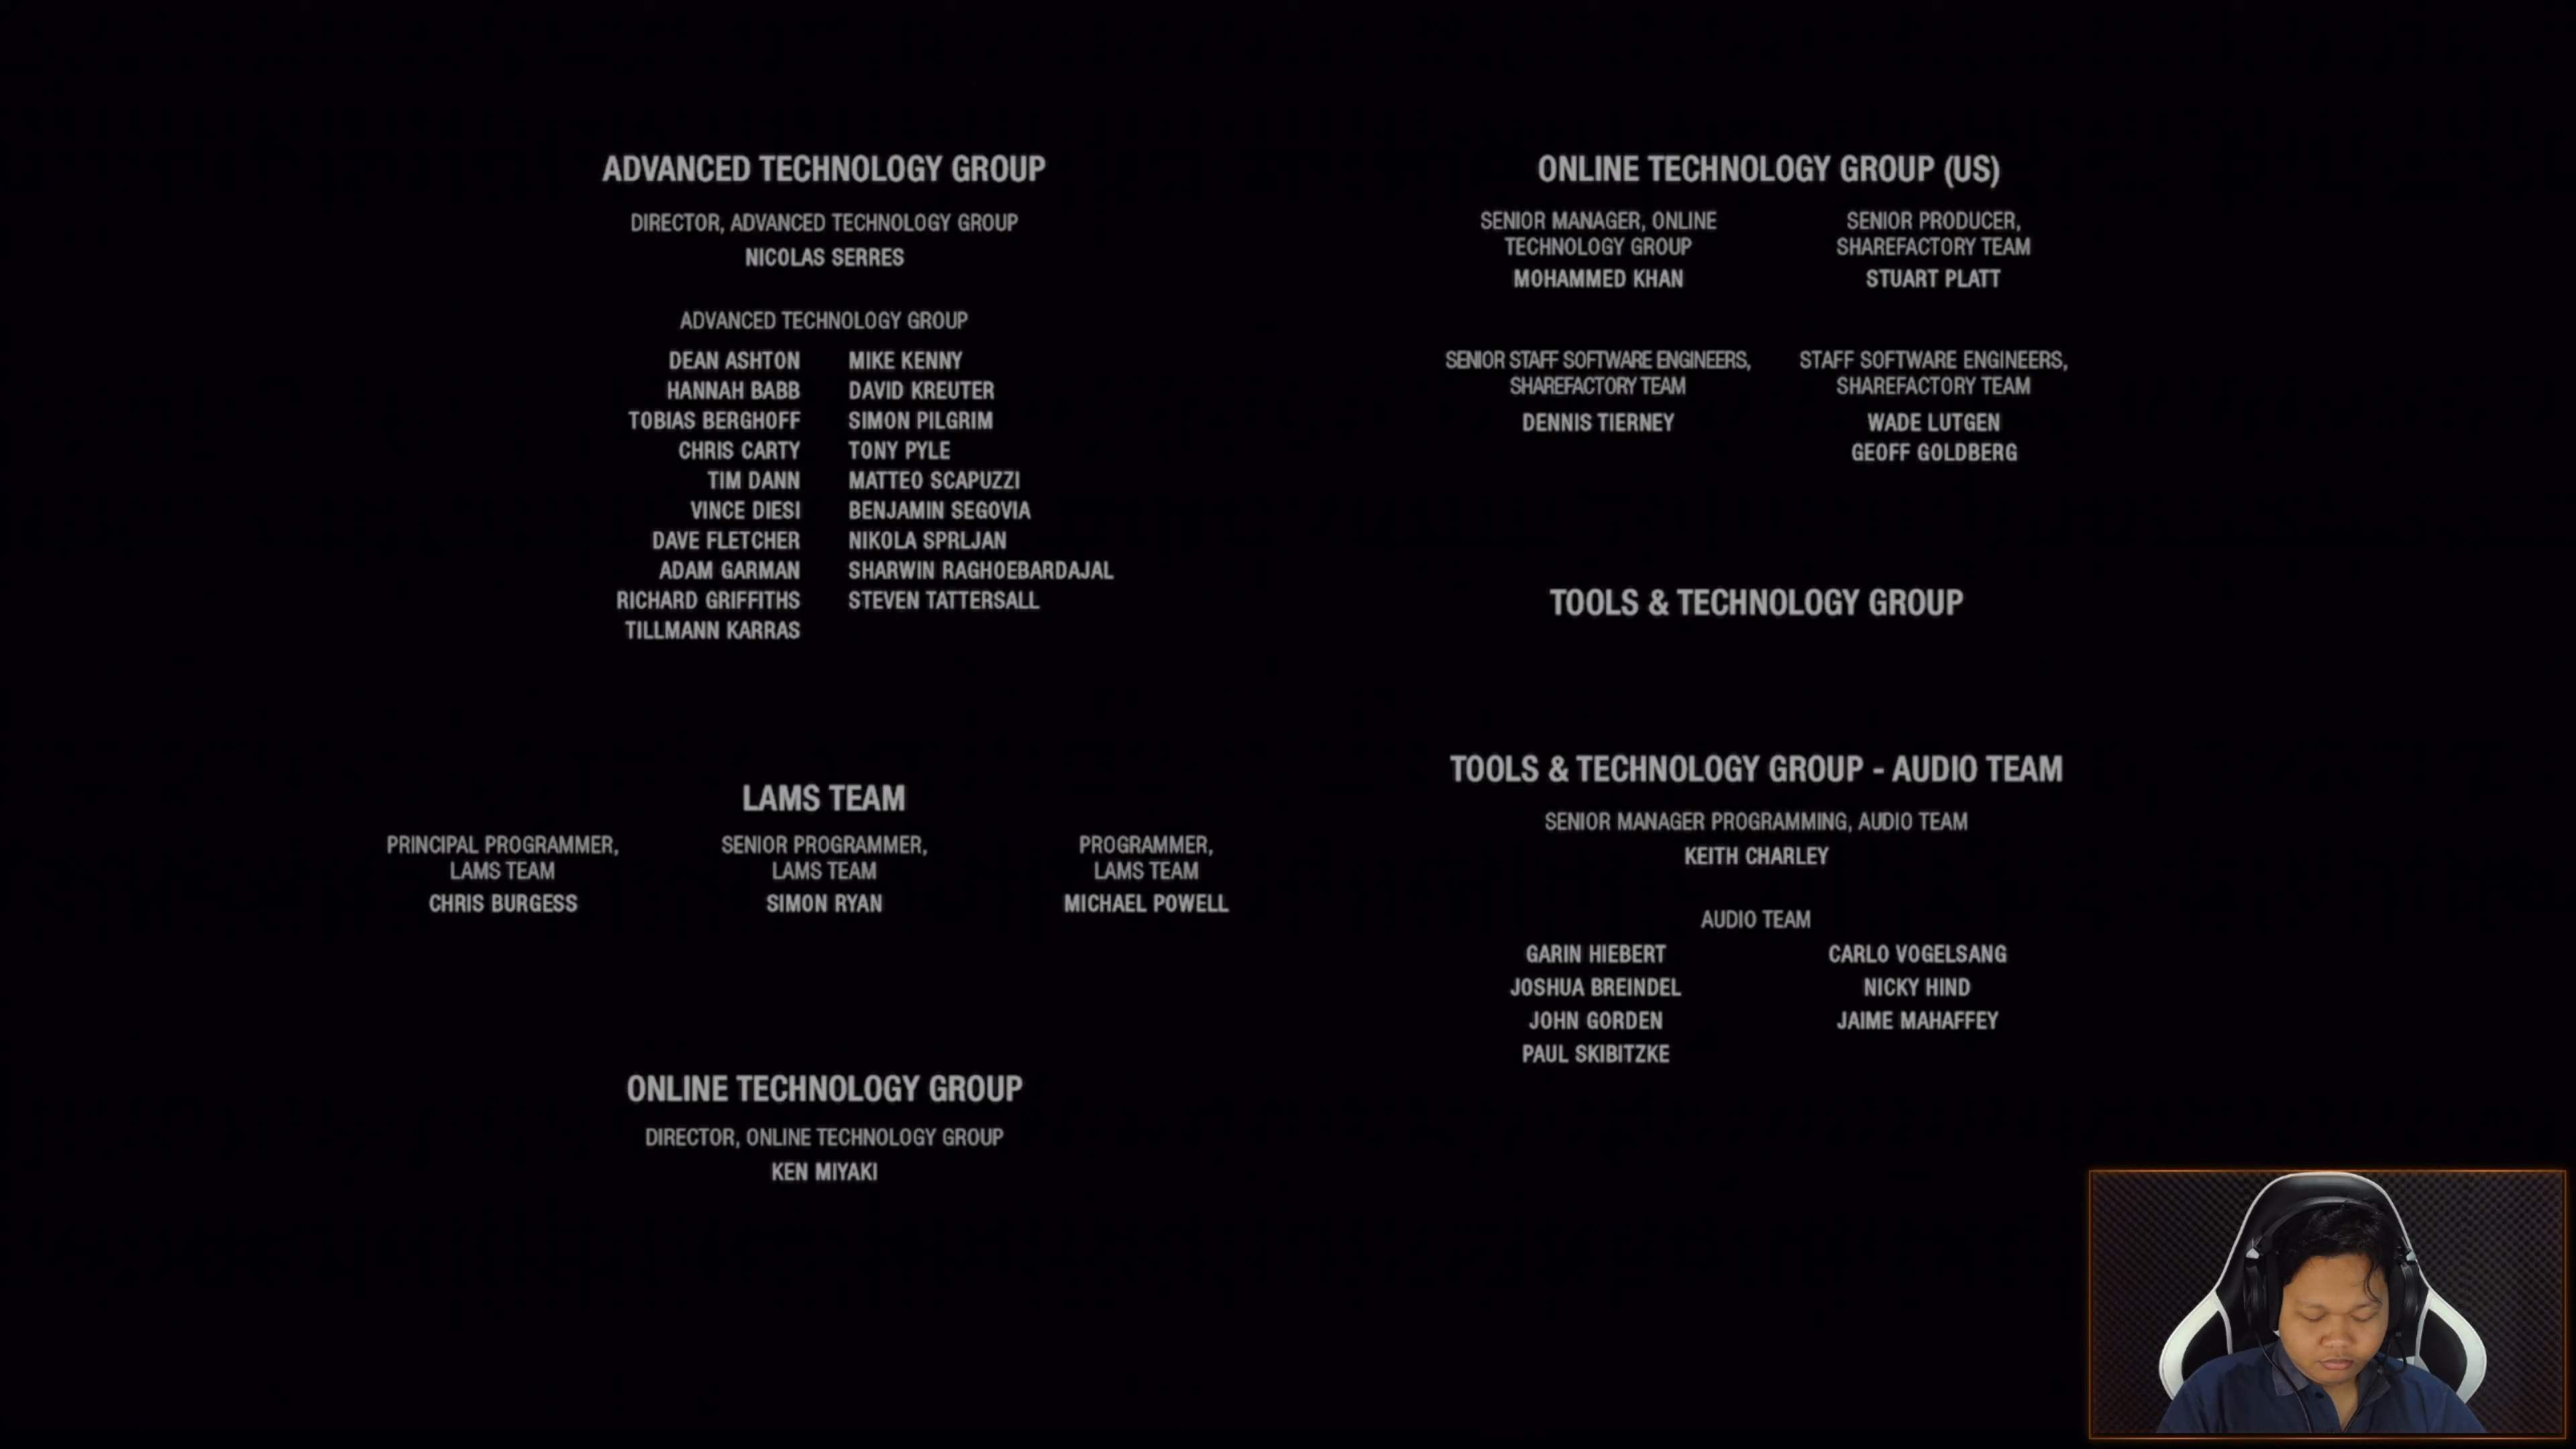 ADVANCED TECHNOLOGY GROUP
DIRECTOR, ADVANCED TECHNOLOGY GROUP
NICOLAS SERRES
ADVANCED TECHNOLOGY GROUP
DEAN ASHTON
HANNAH BABB
TOBIAS BERGHOFF
CHRIS CARTY
TIM DANN
VINCE DIESI
DAVE FLETCHER
ADAM GARMAN
RICHARD GRIFFITHS
TILLMANN KARRAS
MIKE KENNY
DAVID KREUTER
SIMON PILGRIM
TONY PYLE
MATTEO SCAPUZZI
BENJAMIN SEGOVIA
NIKOLA SPRLJAN
SHARWIN RAGHOEBARDAJAL
STEVEN TATTERSALL
LAMS TEAM
PRINCIPAL PROGRAMMER,
LAMS TEAM
CHRIS BURGESS
SENIOR PROGRAMMER,
LAMS TEAM
SIMON RYAN
PROGRAMMER,
LAMS TEAM
MICHAEL POWELL
ONLINE TECHNOLOGY GROUP
DIRECTOR, ONLINE TECHNOLOGY GROUP
KEN MIYAKI
ONLINE TECHNOLOGY GROUP (US)
SENIOR MANAGER, ONLINE
TECHNOLOGY GROUP
MOHAMMED KHAN
SENIOR PRODUCER,
SHAREFACTORY TEAM
STUART PLATT
SENIOR STAFF SOFTWARE ENGINEERS,
SHAREFACTORY TEAM
DENNIS TIERNEY
STAFF SOFTWARE ENGINEERS,
SHAREFACTORY TEAM
WADE LUTGEN
GEOFF GOLDBERG
TOOLS & TECHNOLOGY GROUP
TOOLS & TECHNOLOGY GROUP - AUDIO TEAM
SENIOR MANAGER PROGRAMMING, AUDIO TEAM
KEITH CHARLEY
AUDIO TEAM
GARIN HIEBERT
JOSHUA BREINDEL
JOHN GORDEN
PAUL SKIBITZKE
CARLO VOGELSANG
NICKY HIND
JAIME MAHAFFEY